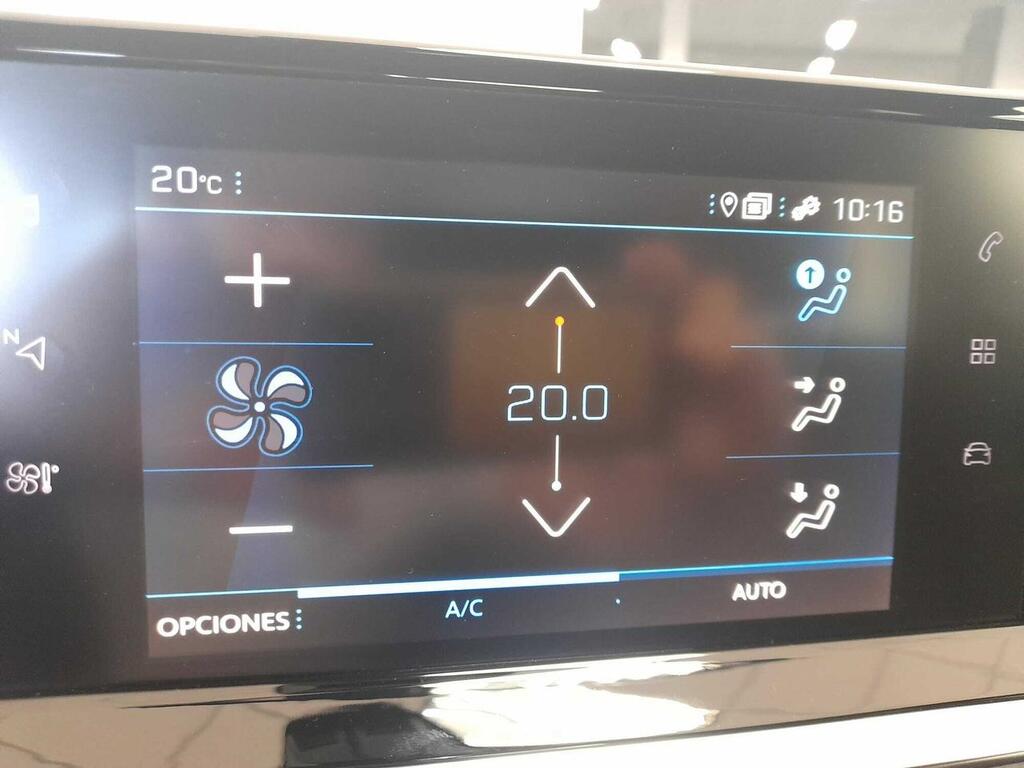 20°C
10:16
N
20.0
OPCIONES
A/C
AUTO